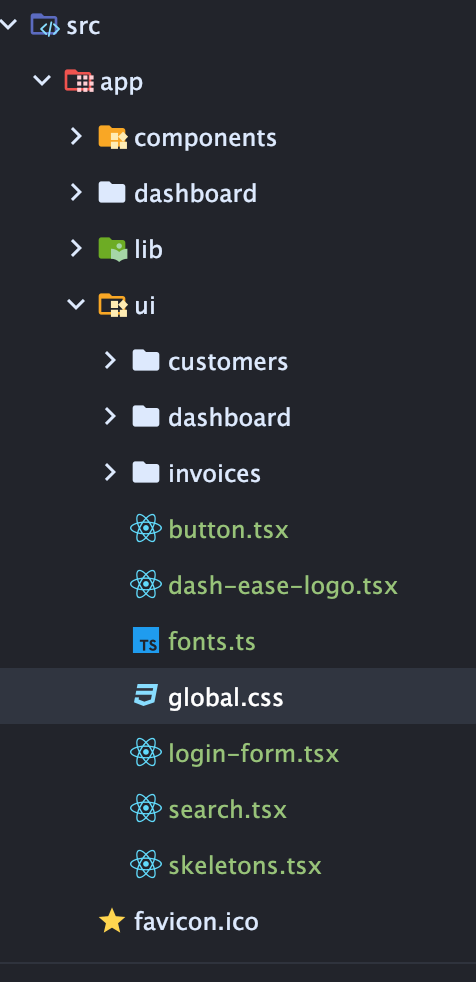 src
app
components
dashboard
lib
ui
customers
dashboard
invoices
button.tsx
dash-ease-logo.tsx
TS fonts.ts
global.css
login-form.tsx
search.tsx
skeletons.tsx
favicon.ico